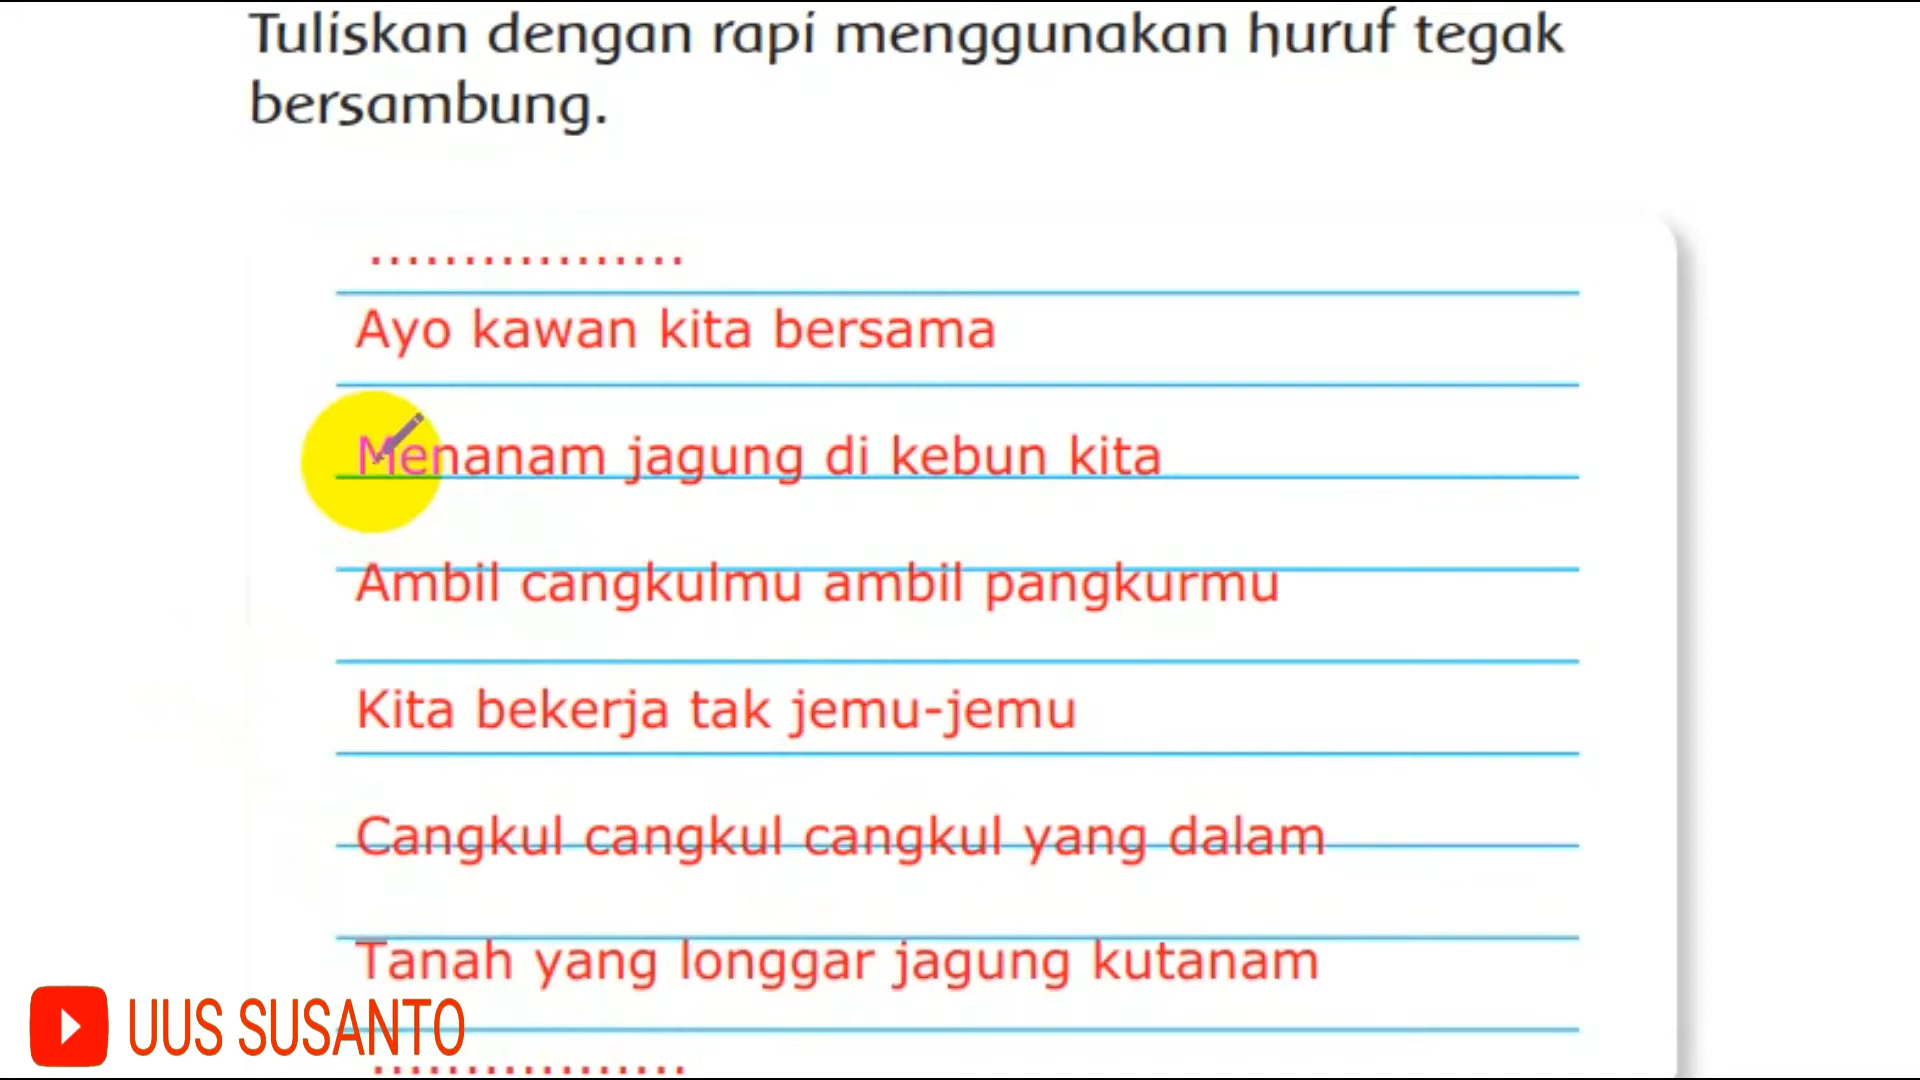 Tuliskan dengan rapi menggunakan huruf tegak
bersambung.
.................
Ayo kawan kita bersama
Menanam jagung di kebun kita
Ambil cangkulmu ambil pangkurmu
Kita bekerja tak jemu-jemu
Cangkul cangkul cangkul yang dalam
Tanah yang longgar jagung kutanam
UUS SUSANTO
.................